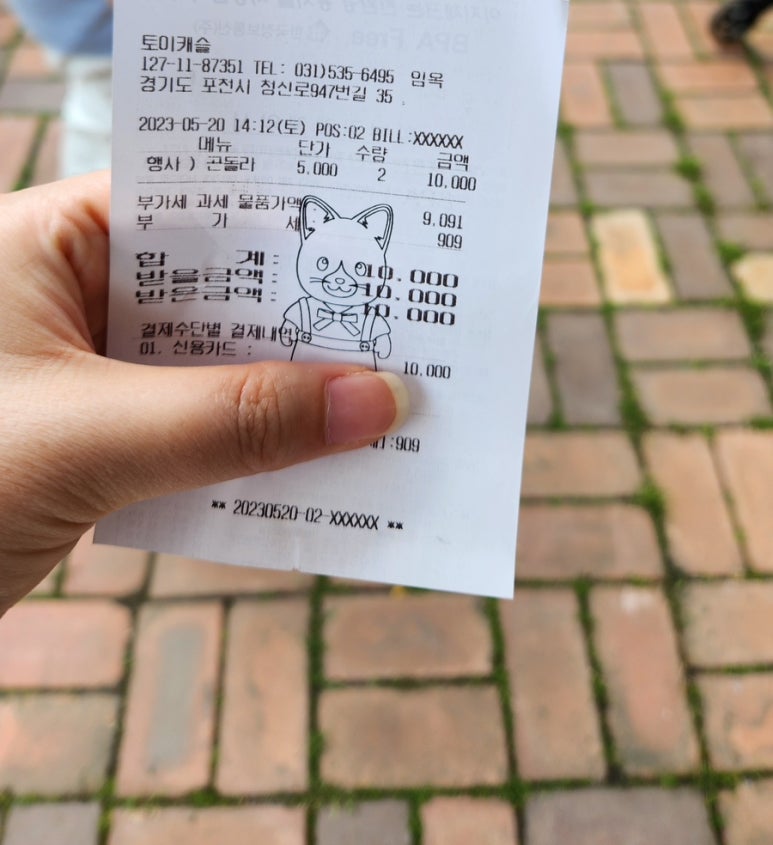 토이캐슬
127-11-87351 TEL: 031)535-6495 임옥
경기도 포천시 청신로947번길 35
2023-05-20 14:12(토) POS:02 BILL:XXXXXX
메뉴 단가 수량 금액
행사 ) 곤돌라 5.000 2 10.000
부가세 과세 물품가액 9.091
부 가 세 909
합 계 : 10.000
받을금액 : 10.000
받은금액 : 10.000
결제수단별 결제내
01. 신용카드 : 10,000
:909
** 20230520-02-XXXXXX **
BPA Free